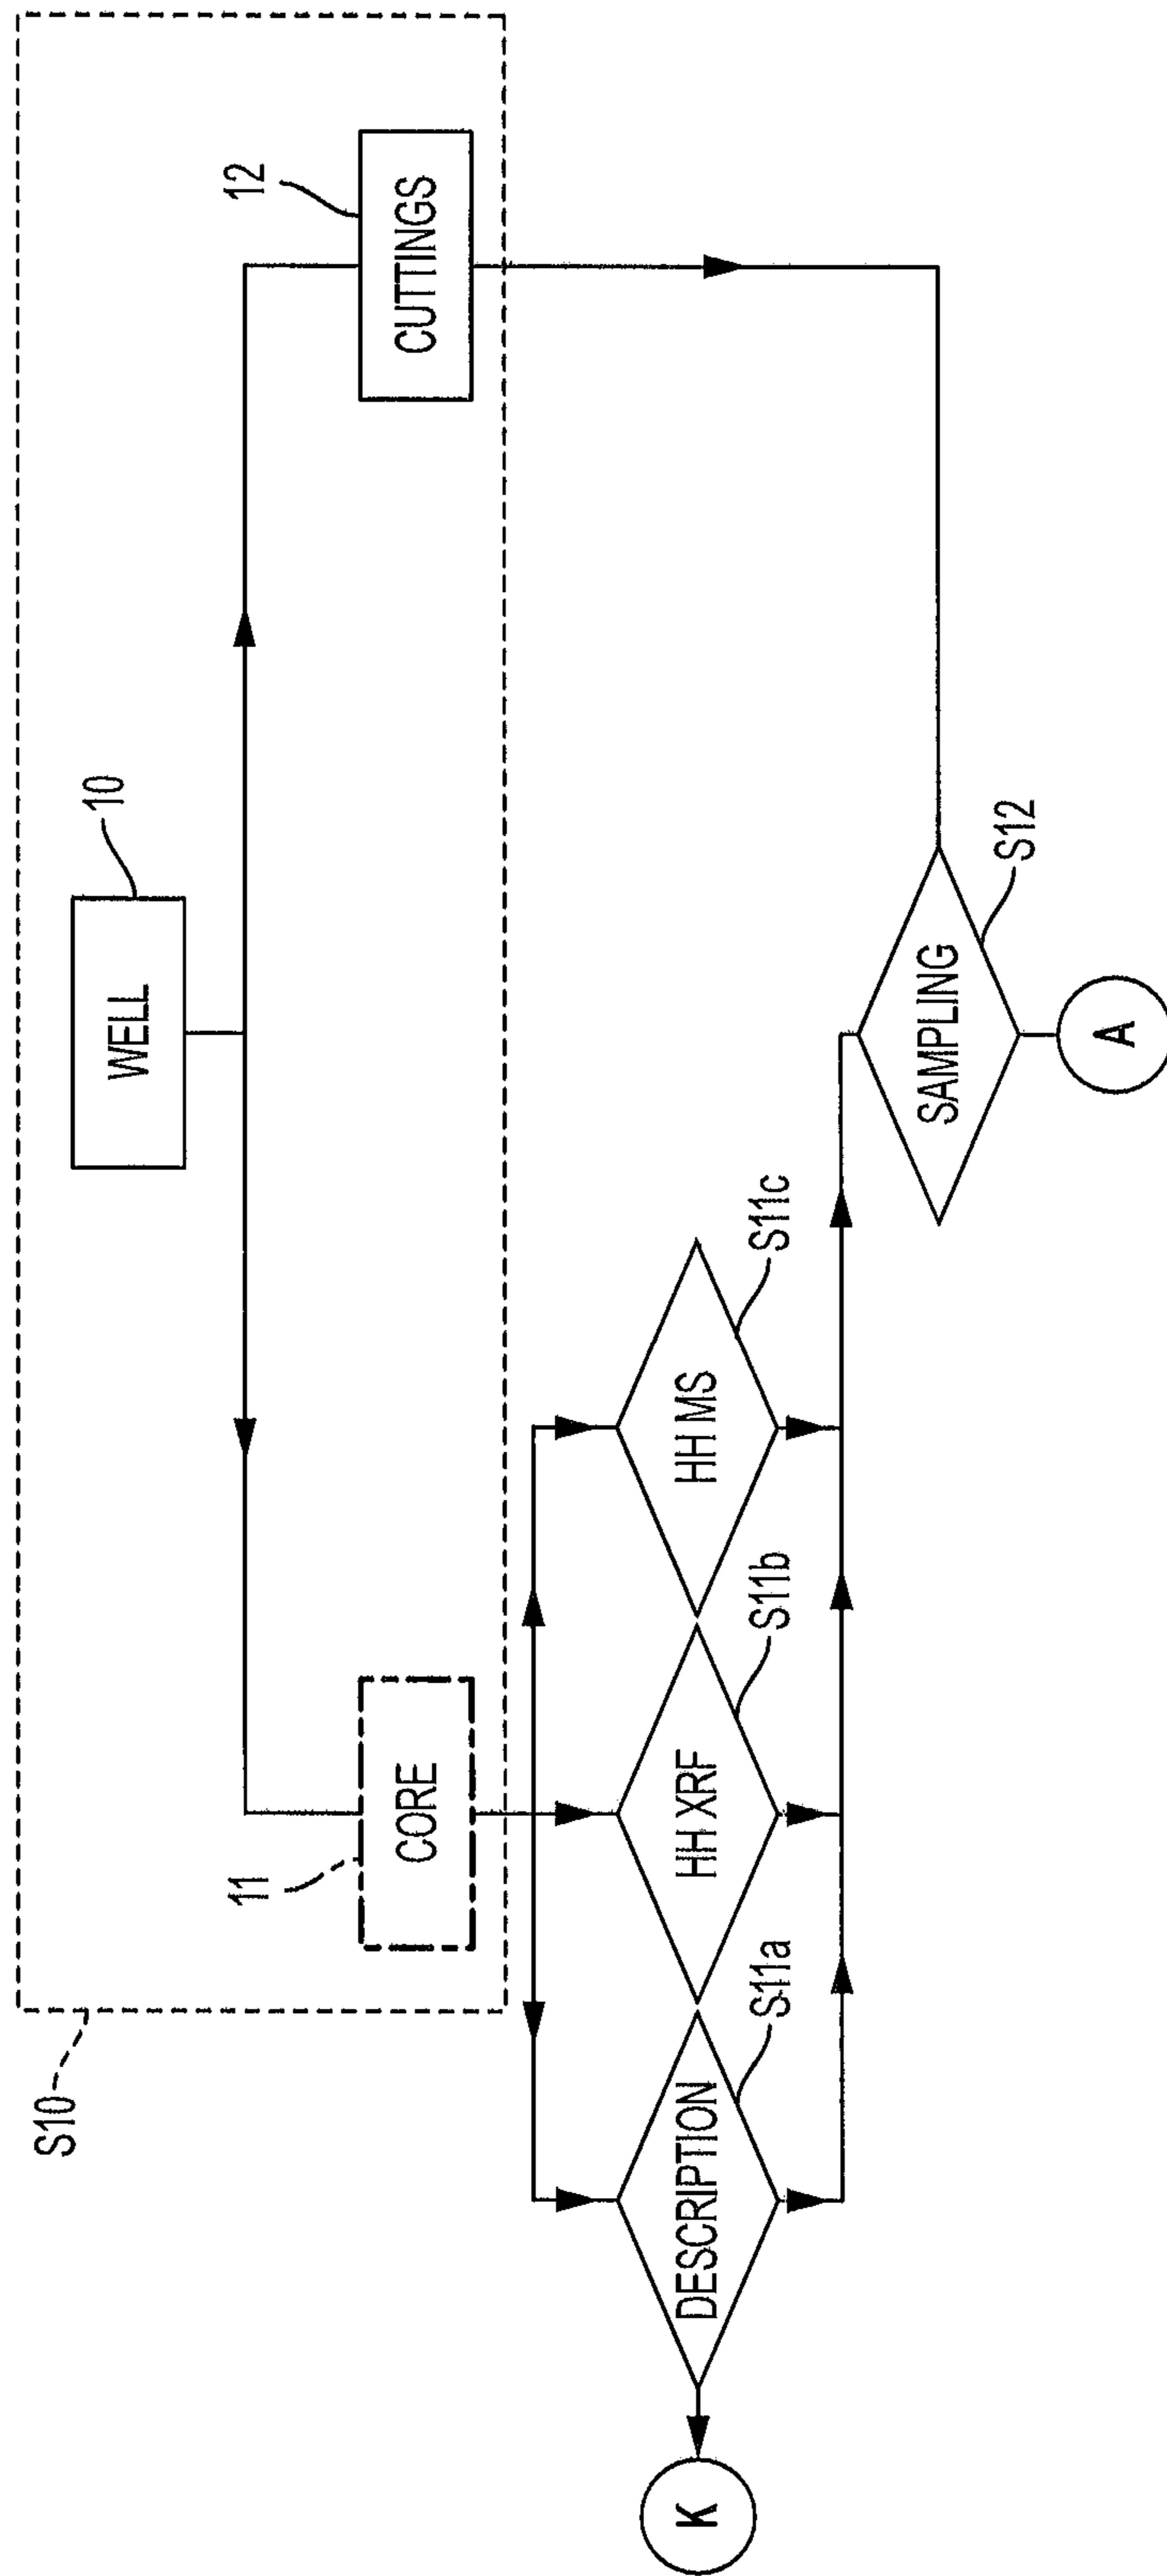 S10
WELL
10
11
CORE
12
CUTTINGS
DESCRIPTION
S11a
HH XRF
S11b
HH MS
S11c
K
SAMPLING
S12
A